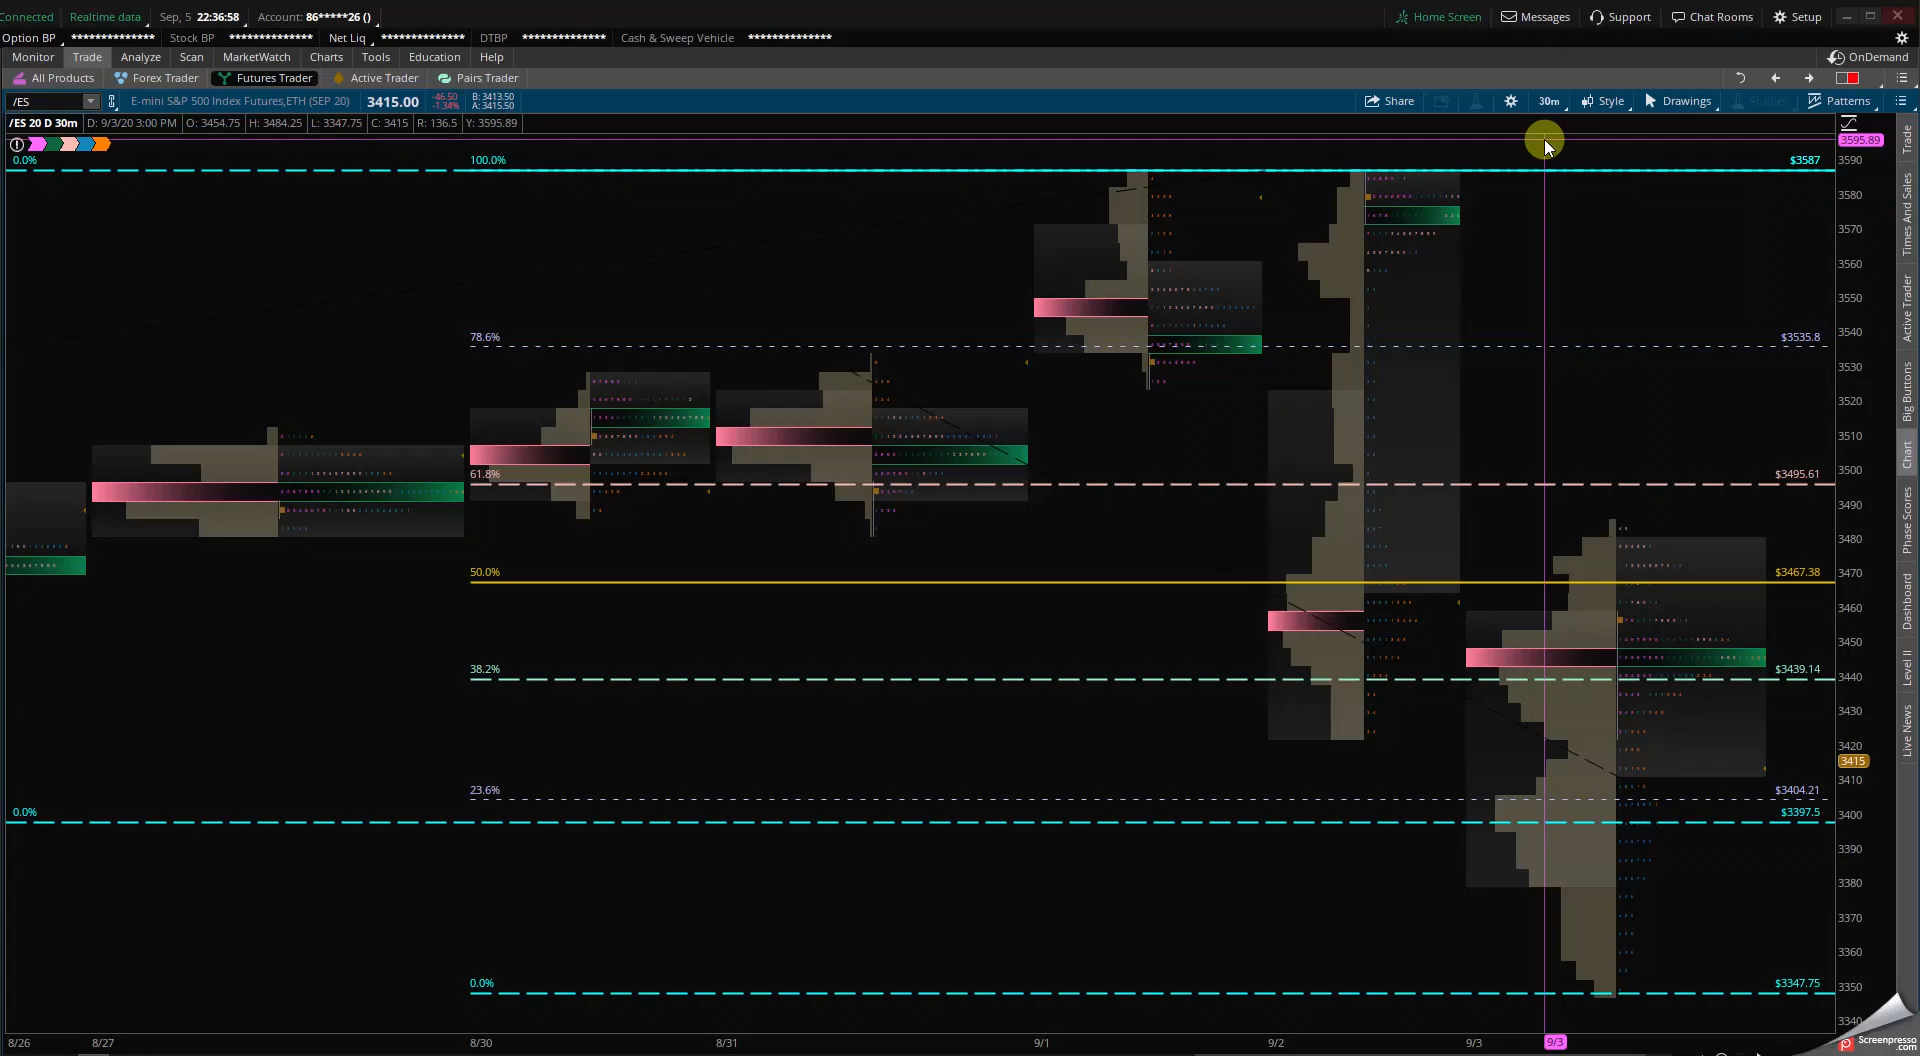 Connected Realtime data Sep, 5 22:36:58 Account: 86*****26 () Home Screen Messages Support Chat Rooms Setup
Option BP ************** Stock BP ************** Net Liq ************** DTBP ************** Cash & Sweep Vehicle **************
Monitor Trade Analyze Scan MarketWatch Charts Tools Education Help OnDemand
All Products Forex Trader Futures Trader Active Trader Pairs Trader
/ES E-mini S&P 500 Index Futures,ETH (SEP 20) 3415.00 -46.50 -1.34% B: 3413.50 A: 3415.50 Share 30m Style Drawings Studies Patterns
/ES 20 D 30m D: 9/3/20 3:00 PM O: 3454.75 H: 3484.25 L: 3347.75 C: 3415 R: 136.5 Y: 3595.89
3595.89
0.0% 100.0% $3587 3590
3580
3570
3560
3550
78.6% $3535.8 3540
3530
3520
3510
3500
61.8% $3495.61
3490
3480
50.0% $3467.38 3470
3460
3450
38.2% $3439.14 3440
3430
3420
3415
3410
23.6% $3404.21
0.0% $3397.5 3400
3390
3380
3370
3360
0.0% $3347.75 3350
3340
8/26 8/27 8/30 8/31 9/1 9/2 9/3 9/3
Trade
Times And Sales
Active Trader
Big Buttons
Chart
Phase Scores
Dashboard
Level II
Live News
Screenpresso
.com